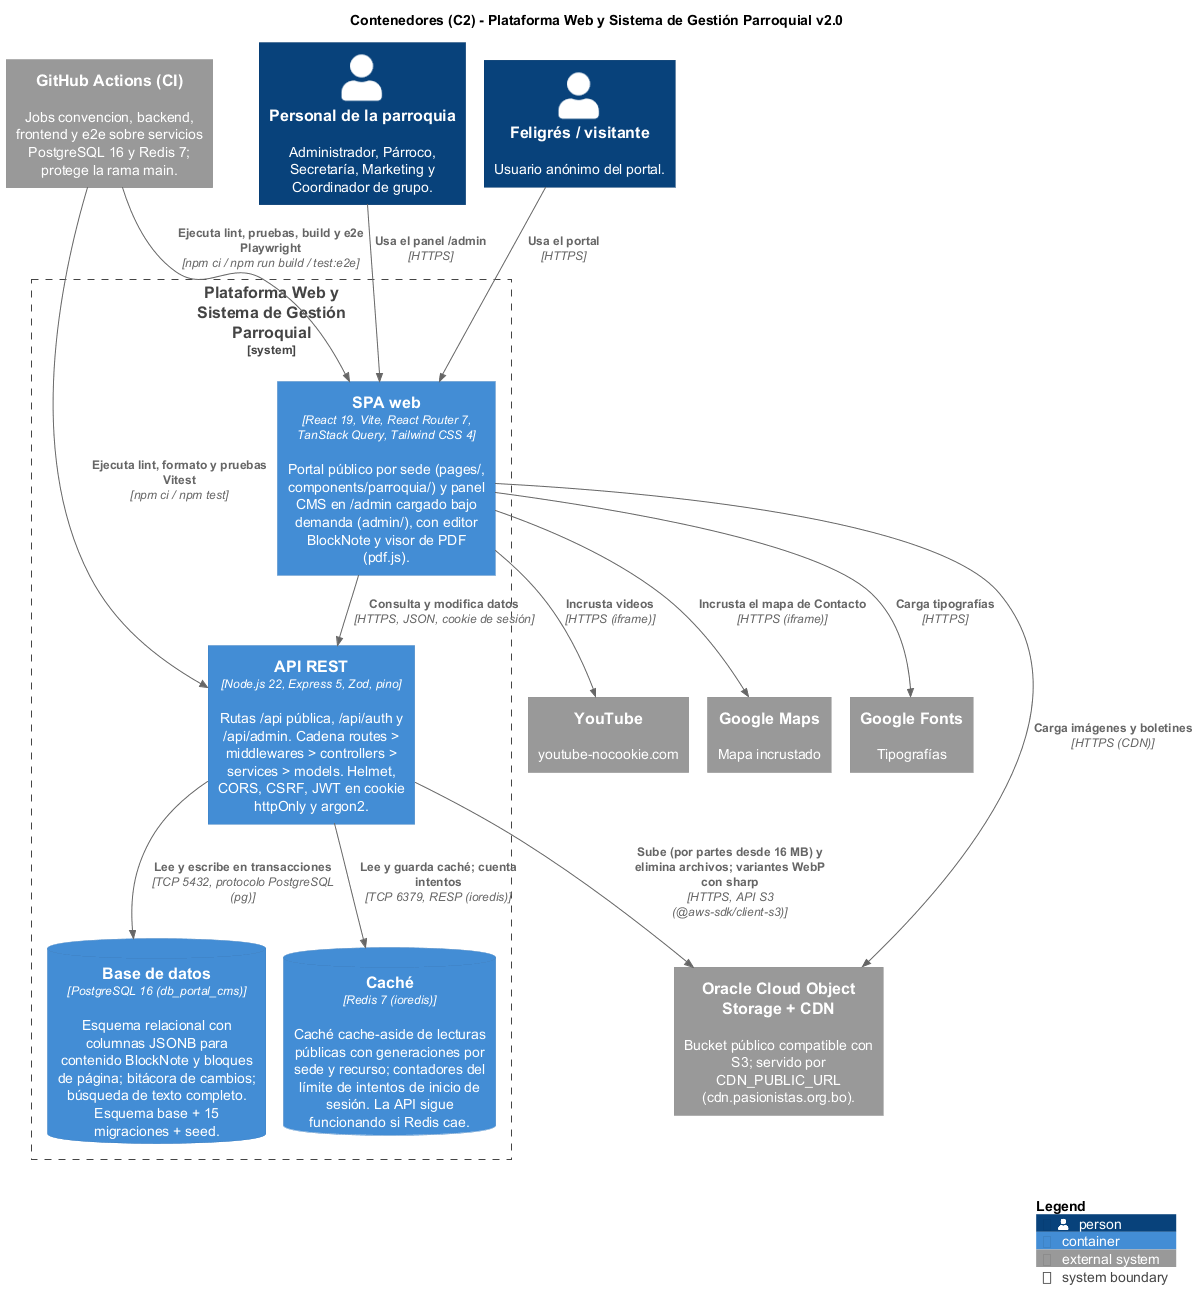 Contenedores (C2) - Plataforma Web y Sistema de Gestión Parroquial v2.0
GitHub Actions (CI)
Jobs convencion, backend,
frontend y e2e sobre servicios
PostgreSQL 16 y Redis 7;
protege la rama main.
Personal de la parroquia
Administrador, Párroco,
Secretaría, Marketing y
Coordinador de grupo.
Feligrés / visitante
Usuario anónimo del portal.
Ejecuta lint, pruebas, build y e2e
Playwright
[npm ci / npm run build / test:e2e]
Usa el panel /admin
[HTTPS]
Usa el portal
[HTTPS]
Plataforma Web y
Sistema de Gestión
Parroquial
[system]
SPA web
[React 19, Vite, React Router 7,
TanStack Query, Tailwind CSS 4]
Portal público por sede (pages/,
components/parroquia/) y panel
CMS en /admin cargado bajo
demanda (admin/), con editor
BlockNote y visor de PDF
(pdf.js).
Ejecuta lint, formato y pruebas
Vitest
[npm ci / npm test]
Consulta y modifica datos
[HTTPS, JSON, cookie de sesión]
Incrusta videos
[HTTPS (iframe)]
Incrusta el mapa de Contacto
[HTTPS (iframe)]
Carga tipografías
[HTTPS]
API REST
[Node.js 22, Express 5, Zod, pino]
Rutas /api pública, /api/auth y
/api/admin. Cadena routes >
middlewares > controllers >
services > models. Helmet,
CORS, CSRF, JWT en cookie
httpOnly y argon2.
YouTube
youtube-nocookie.com
Google Maps
Mapa incrustado
Google Fonts
Tipografías
Carga imágenes y boletines
[HTTPS (CDN)]
Lee y escribe en transacciones
[TCP 5432, protocolo PostgreSQL
(pg)]
Lee y guarda caché; cuenta
intentos
[TCP 6379, RESP (ioredis)]
Sube (por partes desde 16 MB) y
elimina archivos; variantes WebP
con sharp
[HTTPS, API S3
(@aws-sdk/client-s3)]
Base de datos
[PostgreSQL 16 (db_portal_cms)]
Esquema relacional con
columnas JSONB para
contenido BlockNote y bloques
de página; bitácora de cambios;
búsqueda de texto completo.
Esquema base + 15
migraciones + seed.
Caché
[Redis 7 (ioredis)]
Caché cache-aside de lecturas
públicas con generaciones por
sede y recurso; contadores del
límite de intentos de inicio de
sesión. La API sigue
funcionando si Redis cae.
Oracle Cloud Object
Storage + CDN
Bucket público compatible con
S3; servido por
CDN_PUBLIC_URL
(cdn.pasionistas.org.bo).
Legend
person
container
external system
system boundary